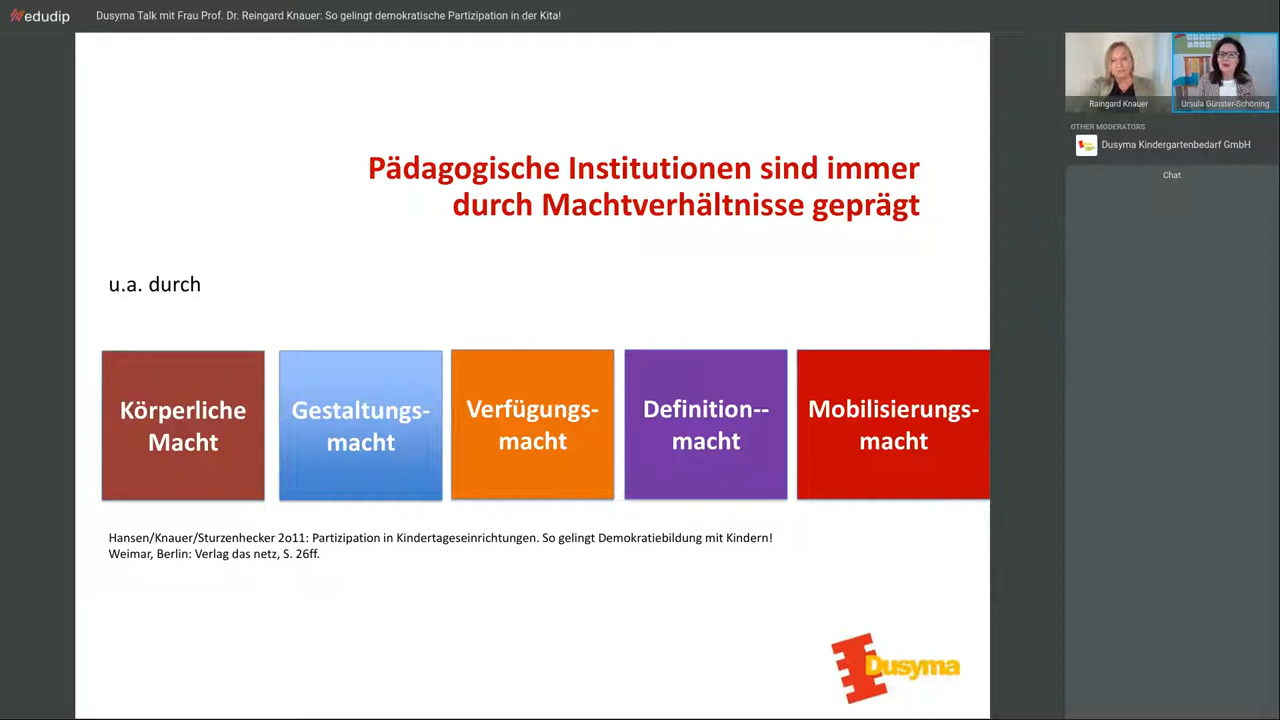 edudip
Dusyma Talk mit Frau Prof. Dr. Reingard Knauer: So gelingt demokratische Partizipation in der Kita!
Pädagogische Institutionen sind immer
durch Machtverhältnisse geprägt
u.a. durch
Körperliche
Macht
Gestaltungs-
macht
Verfügungs-
macht
Definition--
macht
Mobilisierungs-
macht
Hansen/Knauer/Sturzenhecker 2o11: Partizipation in Kindertageseinrichtungen. So gelingt Demokratiebildung mit Kindern!
Weimar, Berlin: Verlag das netz, S. 26ff.
Dusyma
Raingard Knauer
Ursula Günster-Schöning
OTHER MODERATORS
Dusyma Kindergartenbedarf GmbH
Chat